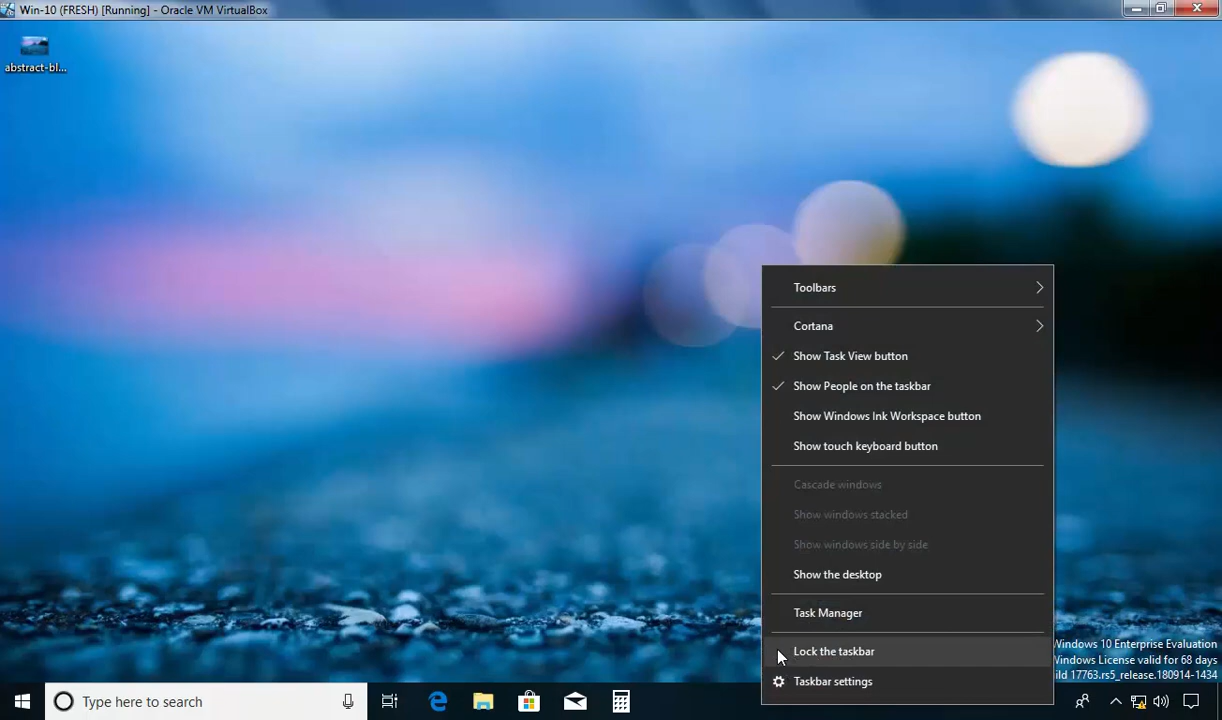 Win-10 (FRESH) [Running] - Oracle VM VirtualBox
abstract-bl...
Toolbars
Cortana
Show Task View button
Show People on the taskbar
Show Windows Ink Workspace button
Show touch keyboard button
Cascade windows
Show windows stacked
Show windows side by side
Show the desktop
Task Manager
Lock the taskbar
Taskbar settings
Windows 10 Enterprise Evaluation
Windows License valid for 68 days
ild 17763.rs5_release.180914-1434
Type here to search